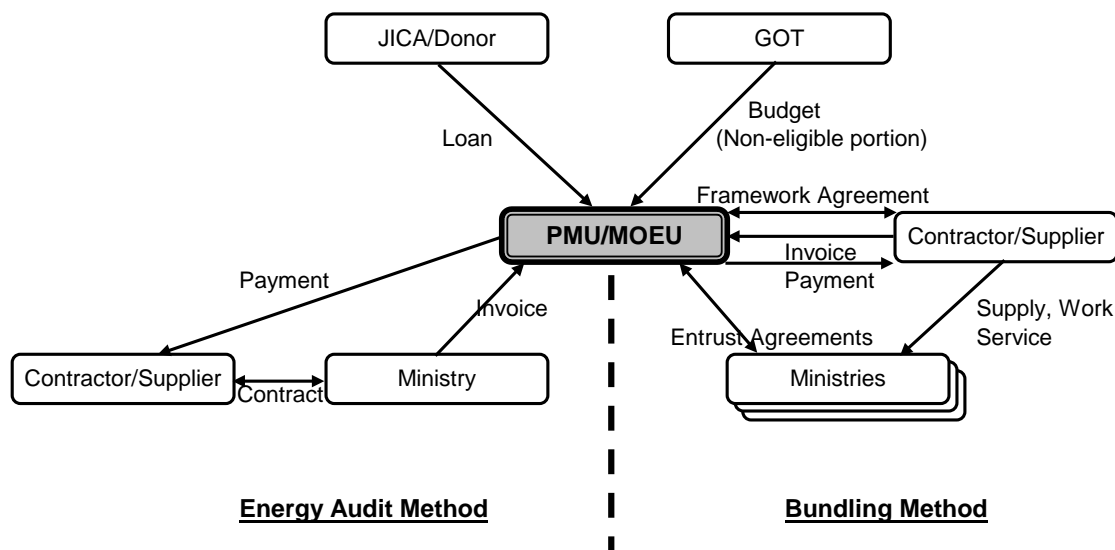 JICA/Donor
GOT
Loan
Budget
(Non-eligible portion)
Framework Agreement
PMU/MOEU
Contractor/Supplier
Invoice
Payment
Payment
Invoice
Supply, Work
Service
Entrust Agreements
Contractor/Supplier
Contract
Ministry
Ministries
Energy Audit Method
Bundling Method